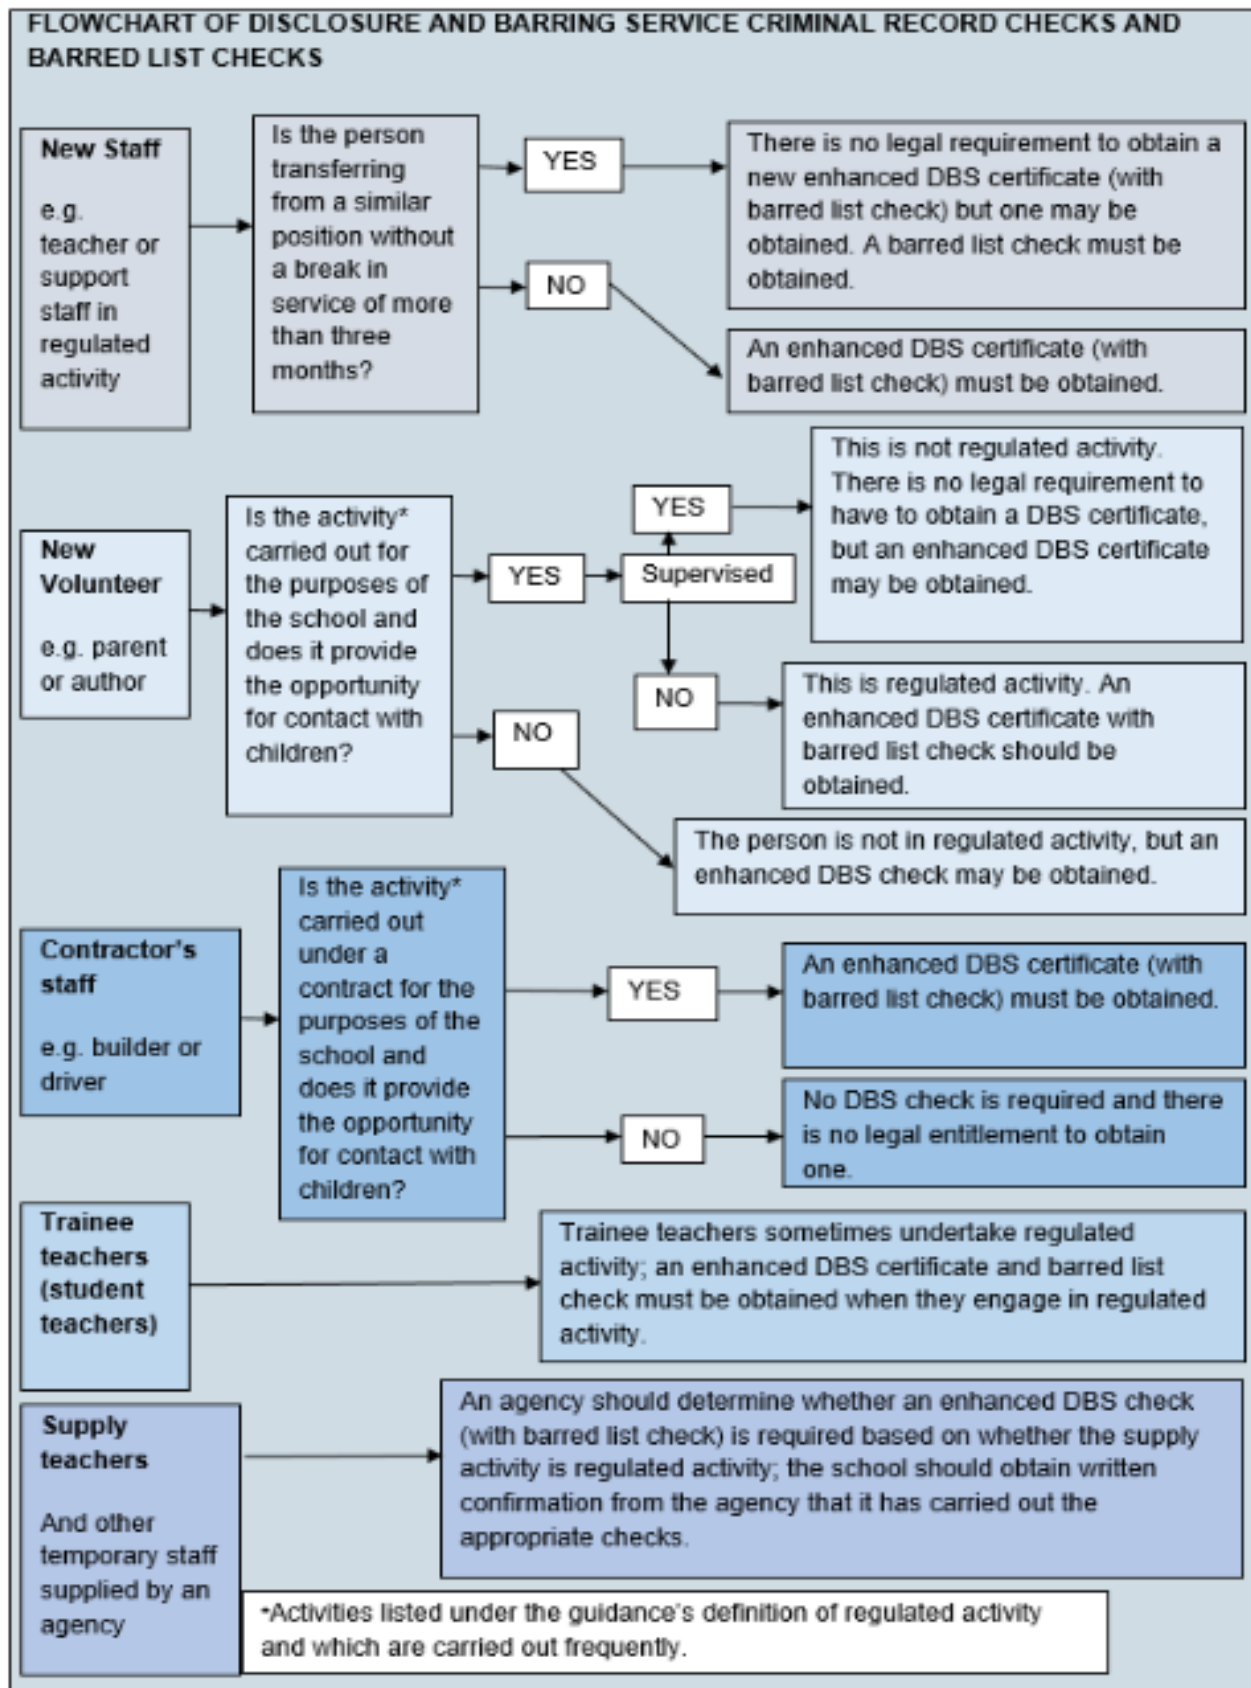 FLOWCHART OF DISCLOSURE AND BARRING SERVICE CRIMINAL RECORD CHECKS AND
BARRED LIST CHECKS
New Staff
e.g.
teacher or
support
staff in
regulated
activity
Is the person
transferring
from a similar
position without
a break in
service of more
than three
months?
YES
There is no legal requirement to obtain a
new enhanced DBS certificate (with
barred list check) but one may be
obtained. A barred list check must be
obtained.
NO
An enhanced DBS certificate (with
barred list check) must be obtained.
New
Volunteer
e.g. parent
or author
Is the activity*
carried out for
the purposes of
the school and
does it provide
the opportunity
for contact with
children?
YES
Supervised
YES
This is not regulated activity.
There is no legal requirement to
have to obtain a DBS certificate,
but an enhanced DBS certificate
may be obtained.
NO
This is regulated activity. An
enhanced DBS certificate with
barred list check should be
obtained.
NO
The person is not in regulated activity, but an
enhanced DBS check may be obtained.
Contractor's
staff
e.g. builder or
driver
Is the activity*
carried out
under a
contract for the
purposes of the
school and
does it provide
the opportunity
for contact with
children?
YES
An enhanced DBS certificate (with
barred list check) must be obtained.
NO
No DBS check is required and there
is no legal entitlement to obtain
one.
Trainee
teachers
(student
teachers)
Trainee teachers sometimes undertake regulated
activity; an enhanced DBS certificate and barred list
check must be obtained when they engage in regulated
activity.
Supply
teachers
And other
temporary staff
supplied by an
agency
An agency should determine whether an enhanced DBS check
(with barred list check) is required based on whether the supply
activity is regulated activity; the school should obtain written
confirmation from the agency that it has carried out the
appropriate checks.
*Activities listed under the guidance's definition of regulated activity
and which are carried out frequently.